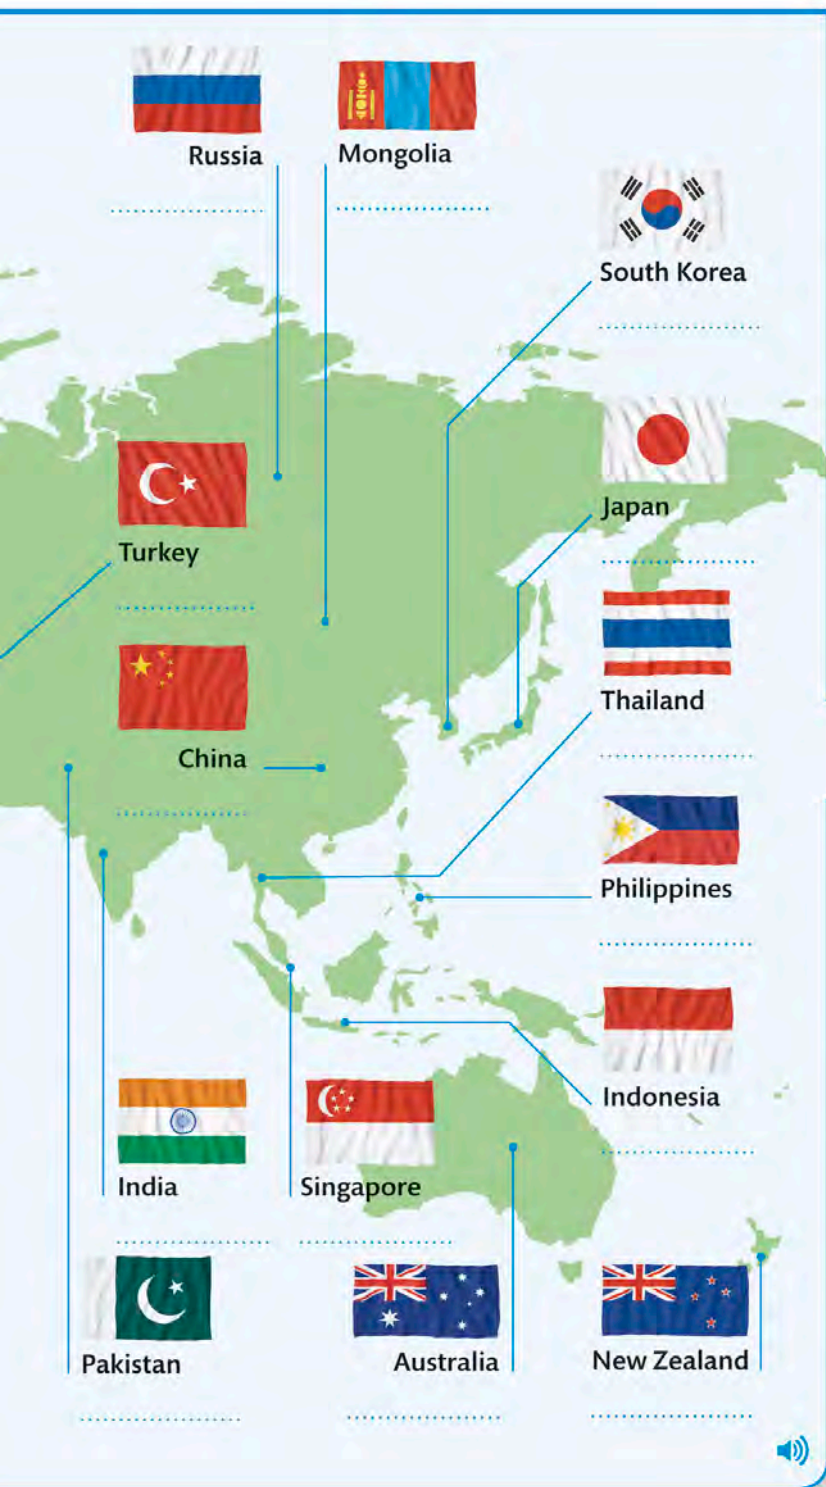 Russia
Mongolia
South Korea
Japan
Turkey
Thailand
China
Philippines
Indonesia
India
Singapore
Pakistan
Australia
New Zealand